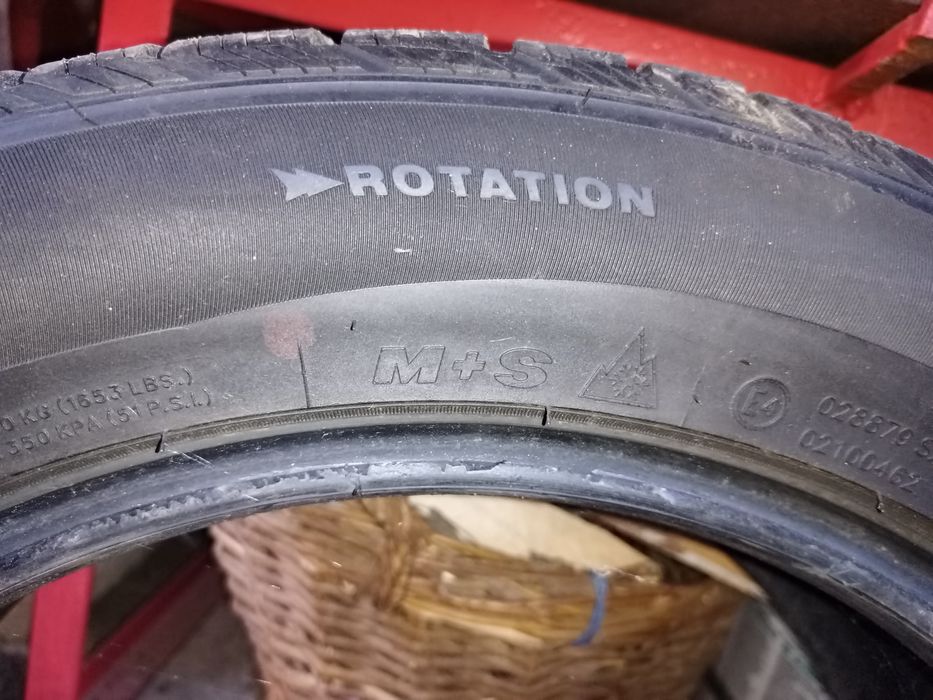 ROTATION
0 KG (1653 LBS.)
350 KPA (51 P.S.I.)
M+S
E4
028879 S
02100462